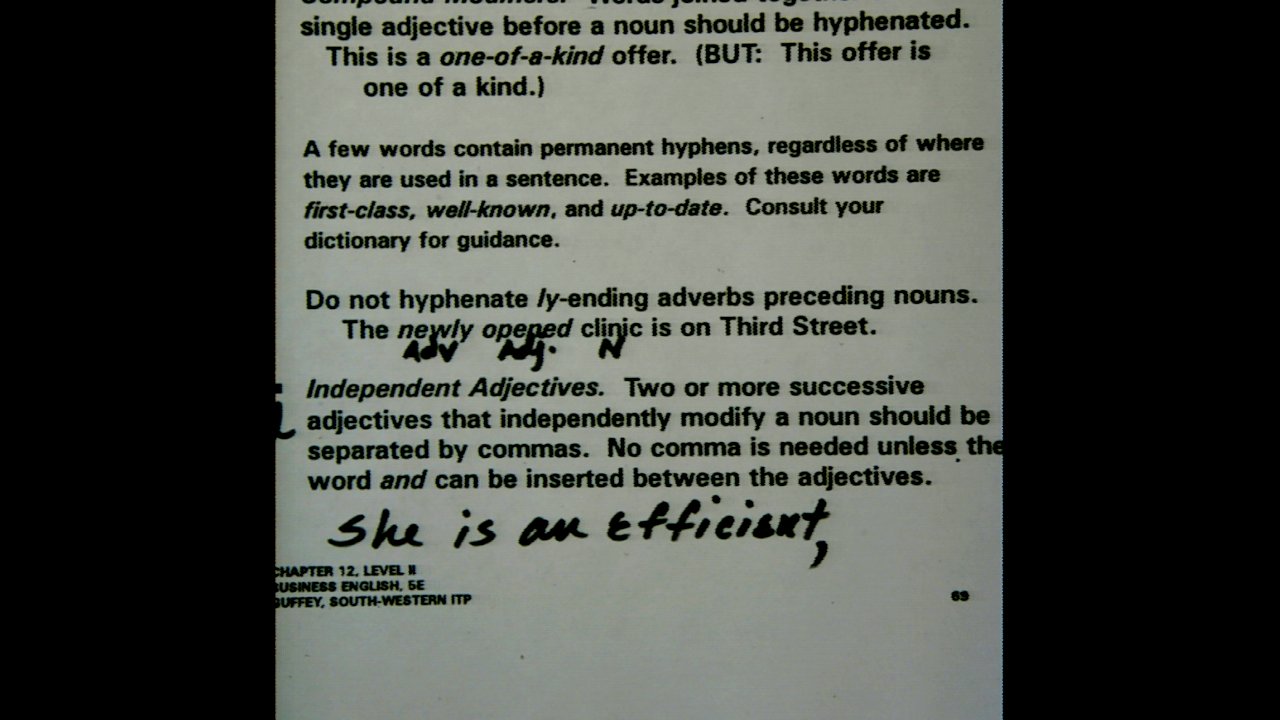 single adjective before a noun should be hyphenated.
This is a one-of-a-kind offer. (BUT: This offer is
one of a kind.)
A few words contain permanent hyphens, regardless of where
they are used in a sentence. Examples of these words are
first-class, well-known, and up-to-date. Consult your
dictionary for guidance.
Do not hyphenate ly-ending adverbs preceding nouns.
The newly opened clinic is on Third Street.
Adv Adj. N
Independent Adjectives. Two or more successive
adjectives that independently modify a noun should be
separated by commas. No comma is needed unless the
word and can be inserted between the adjectives.
She is an efficient,
CHAPTER 12, LEVEL II
BUSINESS ENGLISH, 5E
GUFFEY, SOUTH-WESTERN ITP
69